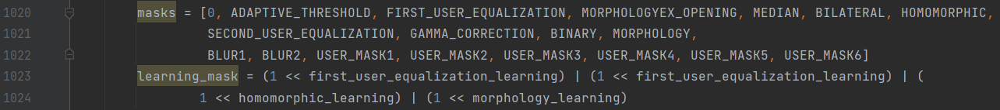 1020 masks = [0, ADAPTIVE_THRESHOLD, FIRST_USER_EQUALIZATION, MORPHOLOGYEX_OPENING, MEDIAN, BILATERAL, HOMOMORPHIC,
1021 SECOND_USER_EQUALIZATION, GAMMA_CORRECTION, BINARY, MORPHOLOGY,
1022 BLUR1, BLUR2, USER_MASK1, USER_MASK2, USER_MASK3, USER_MASK4, USER_MASK5, USER_MASK6]
1023 learning_mask = (1 << first_user_equalization_learning) | (1 << first_user_equalization_learning) | (
1024 1 << homomorphic_learning) | (1 << morphology_learning)